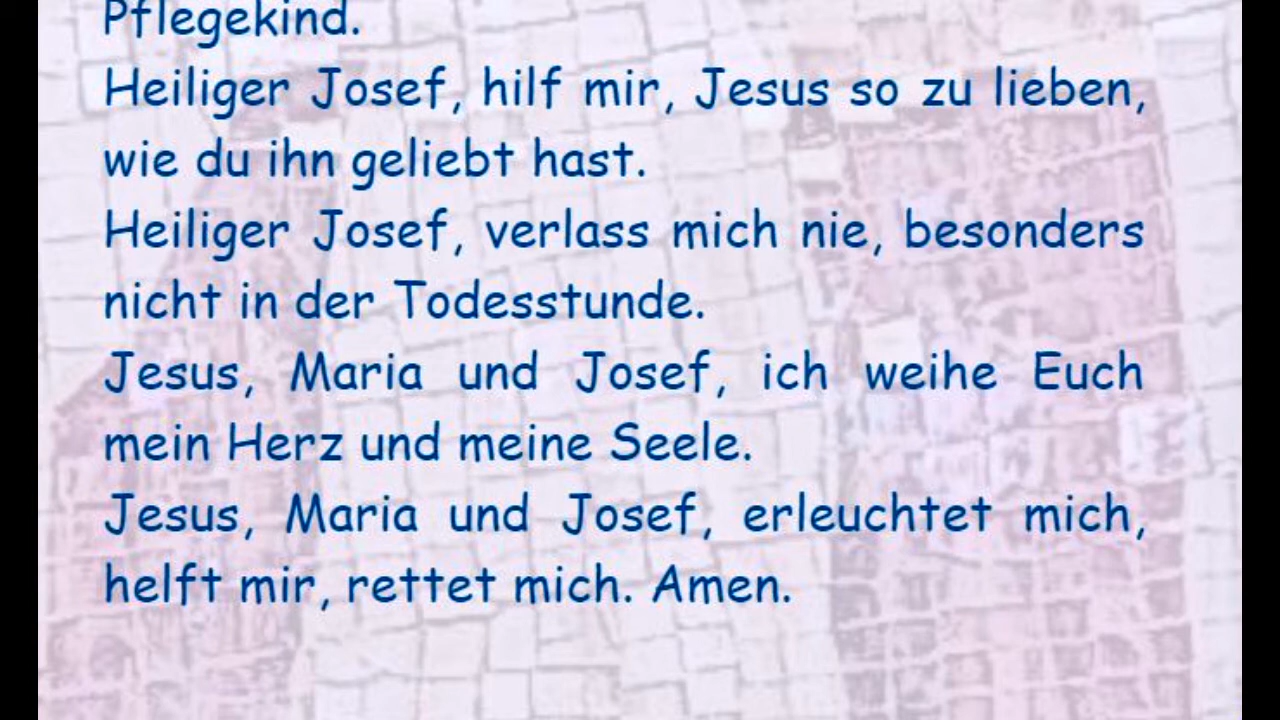 Pflegekind.
Heiliger Josef, hilf mir, Jesus so zu lieben,
wie du ihn geliebt hast.
Heiliger Josef, verlass mich nie, besonders
nicht in der Todesstunde.
Jesus, Maria und Josef, ich weihe Euch
mein Herz und meine Seele.
Jesus, Maria und Josef, erleuchtet mich,
helft mir, rettet mich. Amen.